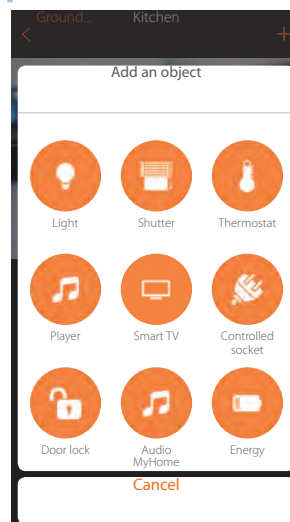 Ground... Kitchen
Add an object
Light Shutter Thermostat
Player Smart TV Controlled
socket
Door lock Audio
MyHome Energy
Cancel